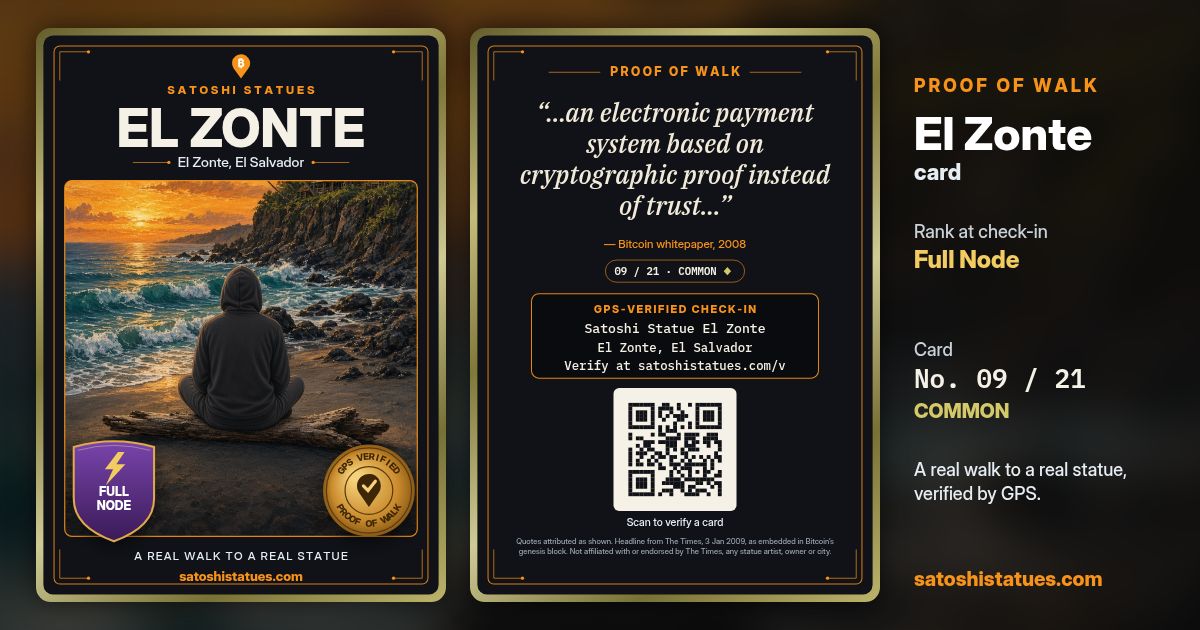 SATOSHI STATUES
EL ZONTE
El Zonte, El Salvador
FULL
NODE
GPS VERIFIED
PROOF OF WALK
A REAL WALK TO A REAL STATUE
satoshistatues.com
PROOF OF WALK
“...an electronic payment
system based on
cryptographic proof instead
of trust...”
— Bitcoin whitepaper, 2008
09 / 21 · COMMON ♦
GPS-VERIFIED CHECK-IN
Satoshi Statue El Zonte
El Zonte, El Salvador
Verify at satoshistatues.com/v
Scan to verify a card
Quotes attributed as shown. Headline from The Times, 3 Jan 2009, as embedded in Bitcoin's
genesis block. Not affiliated with or endorsed by The Times, any statue artist, owner or city.
PROOF OF WALK
El Zonte
card
Rank at check-in
Full Node
Card
No. 09 / 21
COMMON
A real walk to a real statue,
verified by GPS.
satoshistatues.com